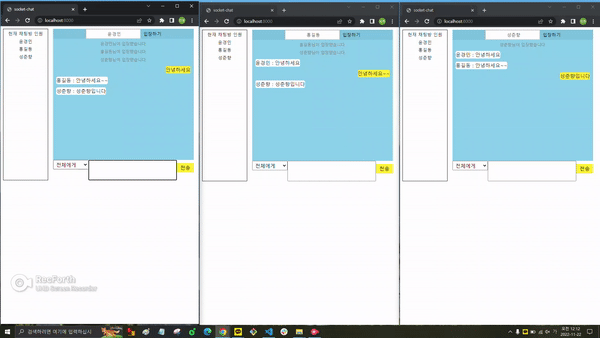 socket-chat
localhost:8080
현재 채팅방 인원
윤경민
홍길동
성춘향
윤경민
입장하기
윤경민님이 입장했습니다
홍길동님이 입장했습니다
성춘향님이 입장했습니다
안녕하세요
홍길동 : 안녕하세요~~
성춘향 : 성춘향입니다
전체에게
전송
socket-chat
localhost:8080
현재 채팅방 인원
윤경민
홍길동
성춘향
홍길동
입장하기
홍길동님이 입장했습니다
성춘향님이 입장했습니다
윤경민 : 안녕하세요
안녕하세요~~
성춘향 : 성춘향입니다
전체에게
전송
socket-chat
localhost:8080
현재 채팅방 인원
윤경민
홍길동
성춘향
성춘향
입장하기
성춘향님이 입장했습니다
윤경민 : 안녕하세요
홍길동 : 안녕하세요~~
성춘향입니다
전체에게
전송
RecForth
검색하려면 여기에 입력하십시
오전 12:12
2022-11-22